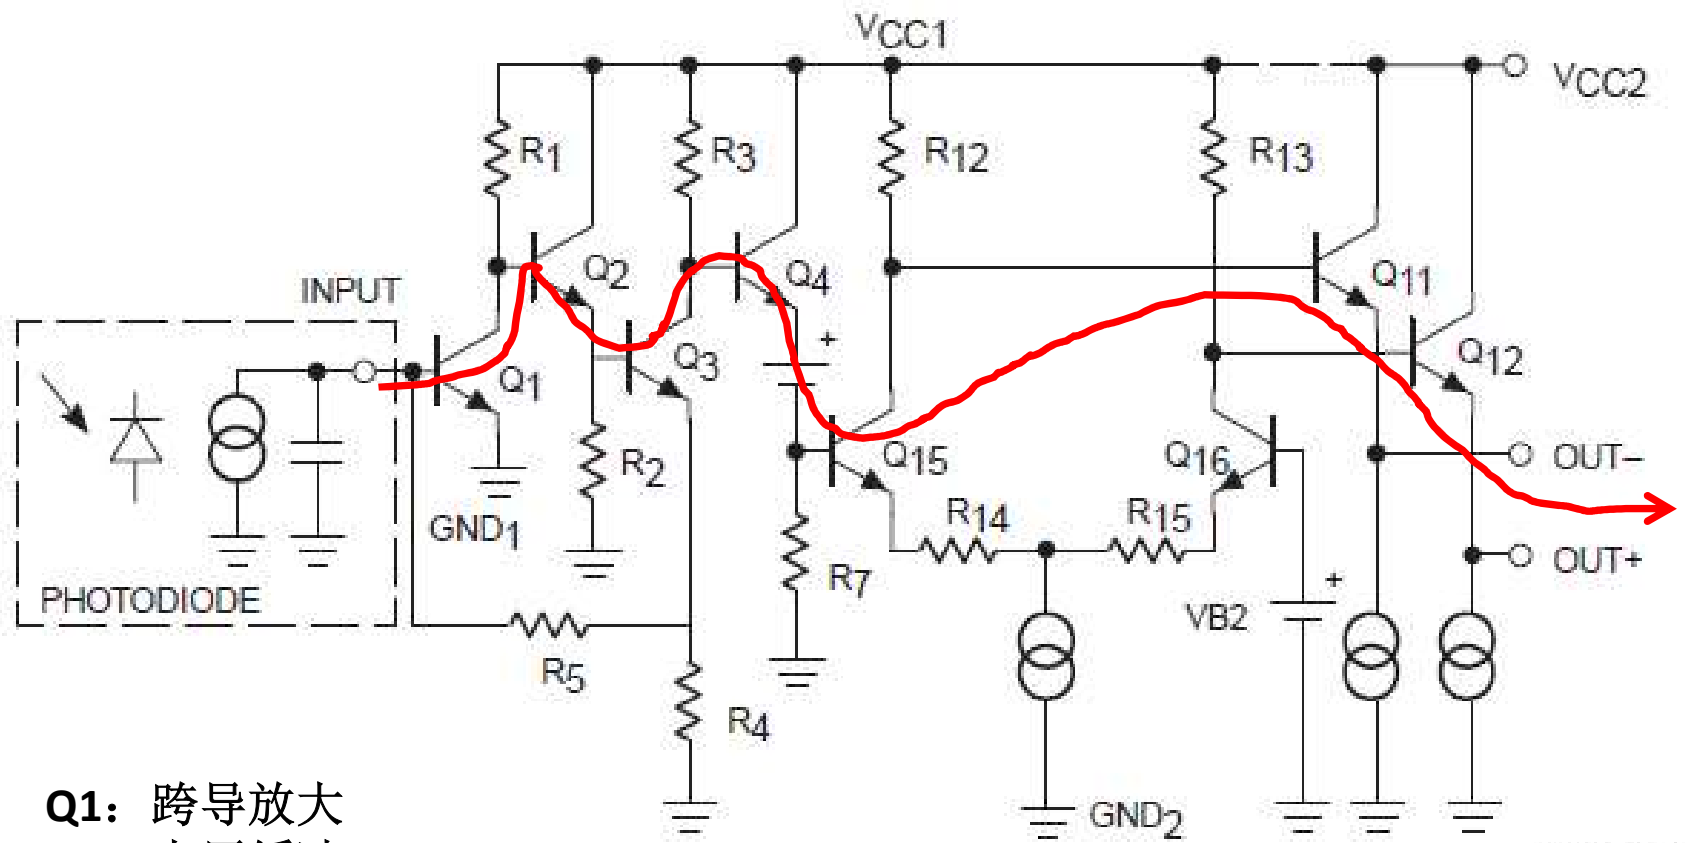 VCC1
VCC2
R1
R3
R12
R13
Q2
Q4
Q11
INPUT
Q1
Q3
Q12
Q15
Q16
OUT–
R2
R14
R15
GND1
OUT+
R7
PHOTODIODE
VB2
+
+
R5
R4
GND2
Q1：跨导放大